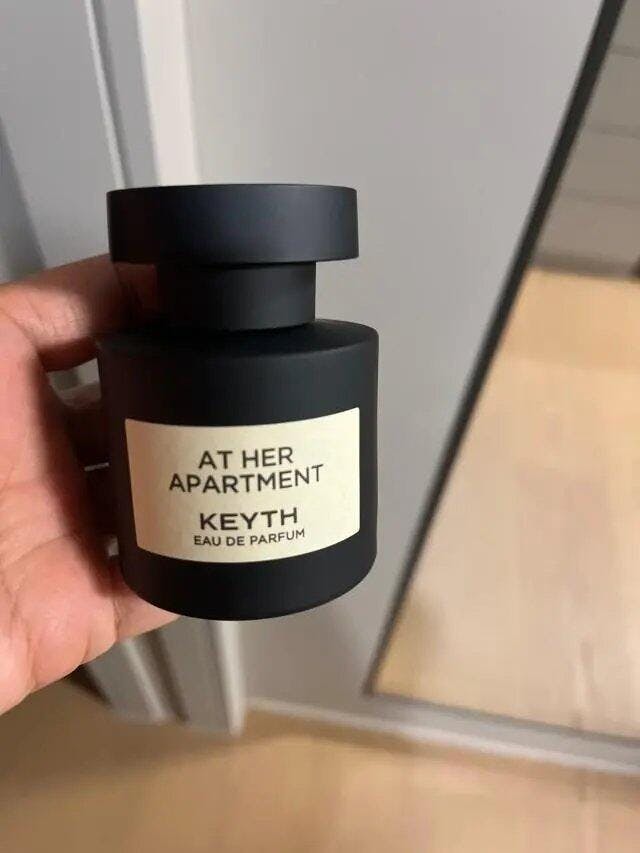 AT HER
APARTMENT
KEYTH
EAU DE PARFUM